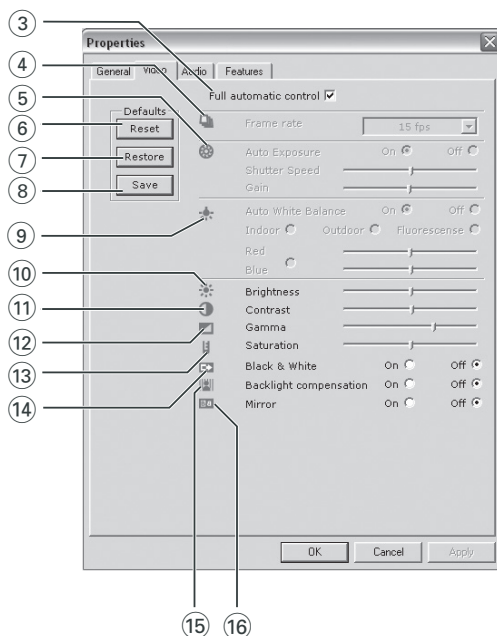 ③
Properties
④
General Video Audio Features
⑤
Full automatic control
Defaults
⑥
Reset
Frame rate 15 fps
⑦
Restore
Auto Exposure On Off
Shutter Speed
⑧
Save
Gain
⑨
Auto White Balance On Off
Indoor Outdoor Fluorescense
Red
Blue
⑩
Brightness
⑪
Contrast
⑫
Gamma
⑬
Saturation
⑭
Black & White On Off
Backlight compensation On Off
Mirror On Off
OK Cancel Apply
⑮ ⑯